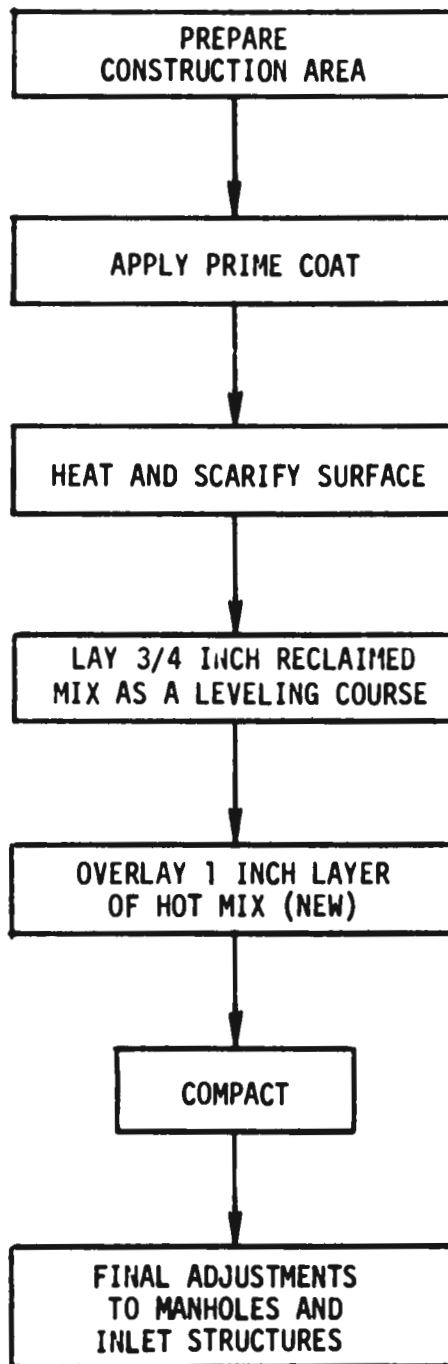 PREPARE
CONSTRUCTION AREA
APPLY PRIME COAT
HEAT AND SCARIFY SURFACE
LAY 3/4 INCH RECLAIMED
MIX AS A LEVELING COURSE
OVERLAY 1 INCH LAYER
OF HOT MIX (NEW)
COMPACT
FINAL ADJUSTMENTS
TO MANHOLES AND
INLET STRUCTURES